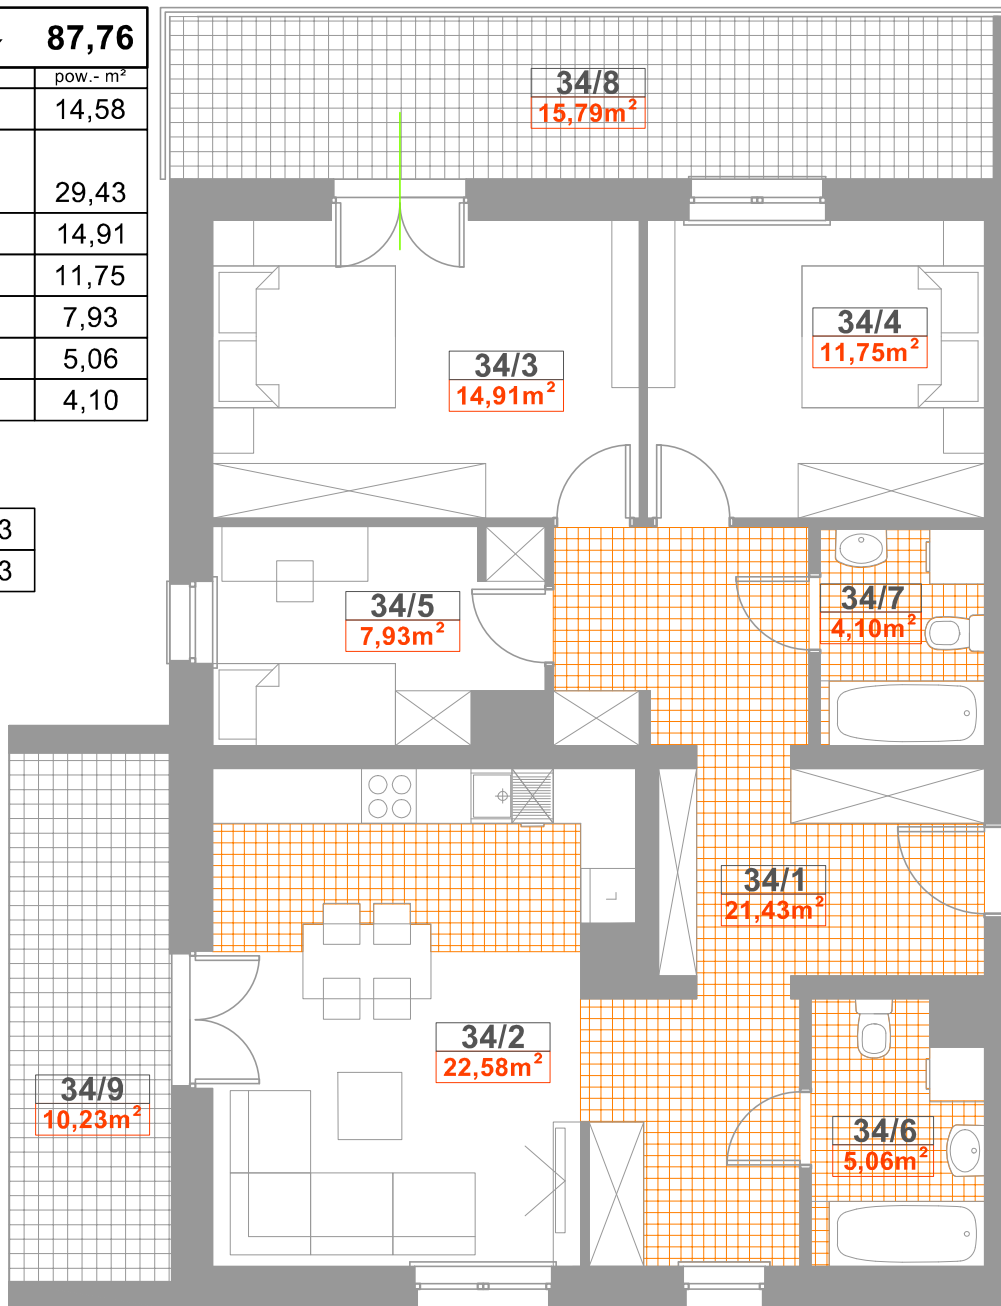 87,76
pow.- m²
14,58
29,43
14,91
11,75
7,93
5,06
4,10
3
3
34/8
15,79m²
34/3
14,91m²
34/4
11,75m²
34/5
7,93m²
34/7
4,10m²
34/1
21,43m²
34/2
22,58m²
34/9
10,23m²
34/6
5,06m²